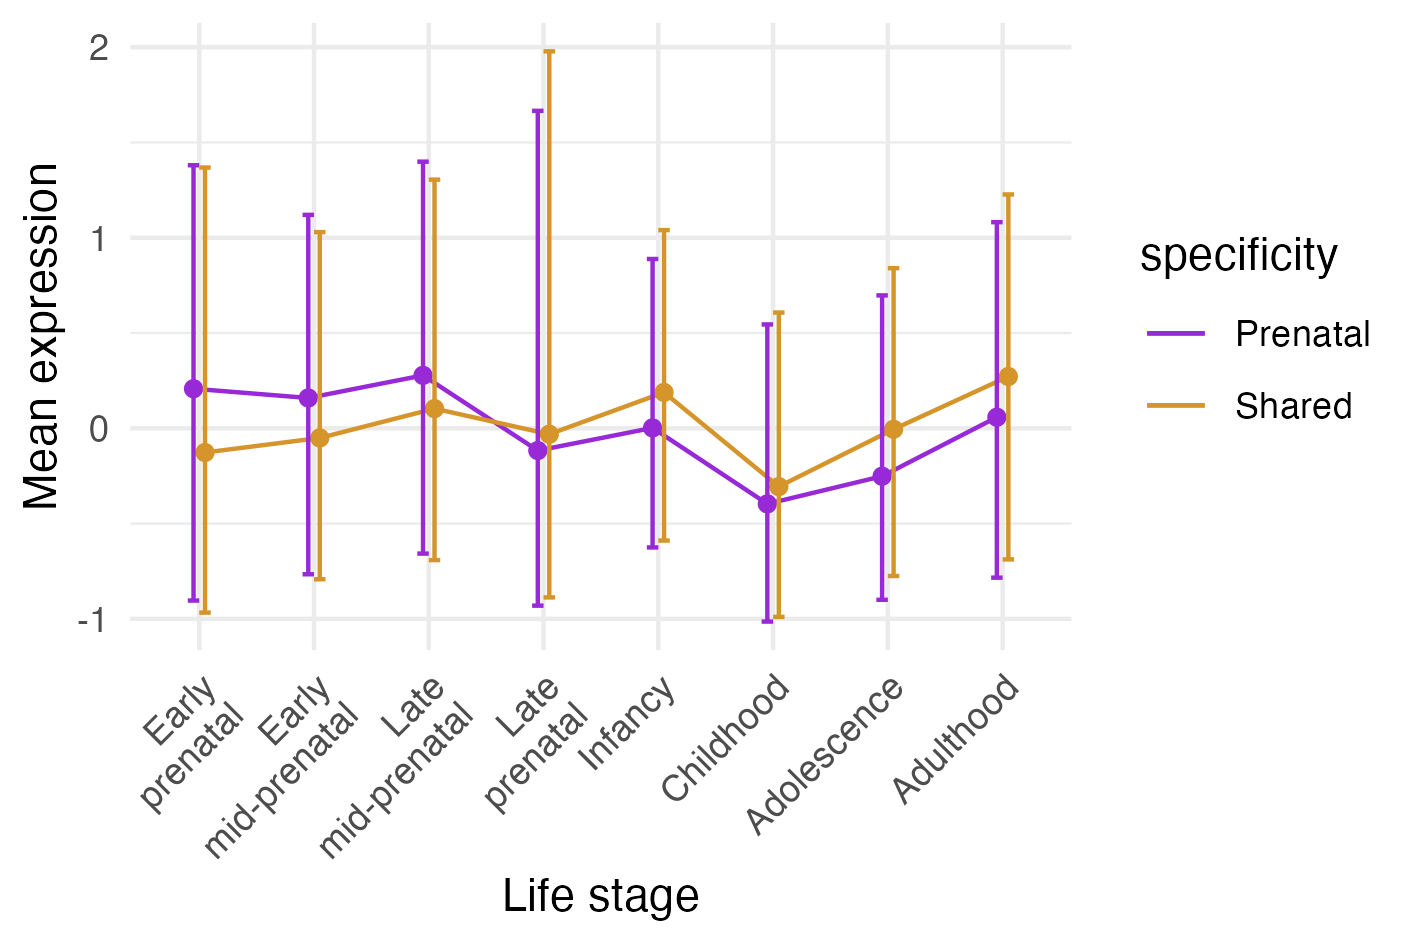 2
1
0
-1
Mean expression
Early
prenatal
Early
mid-prenatal
Late
mid-prenatal
Late
prenatal
Infancy
Childhood
Adolescence
Adulthood
Life stage
specificity
Prenatal
Shared